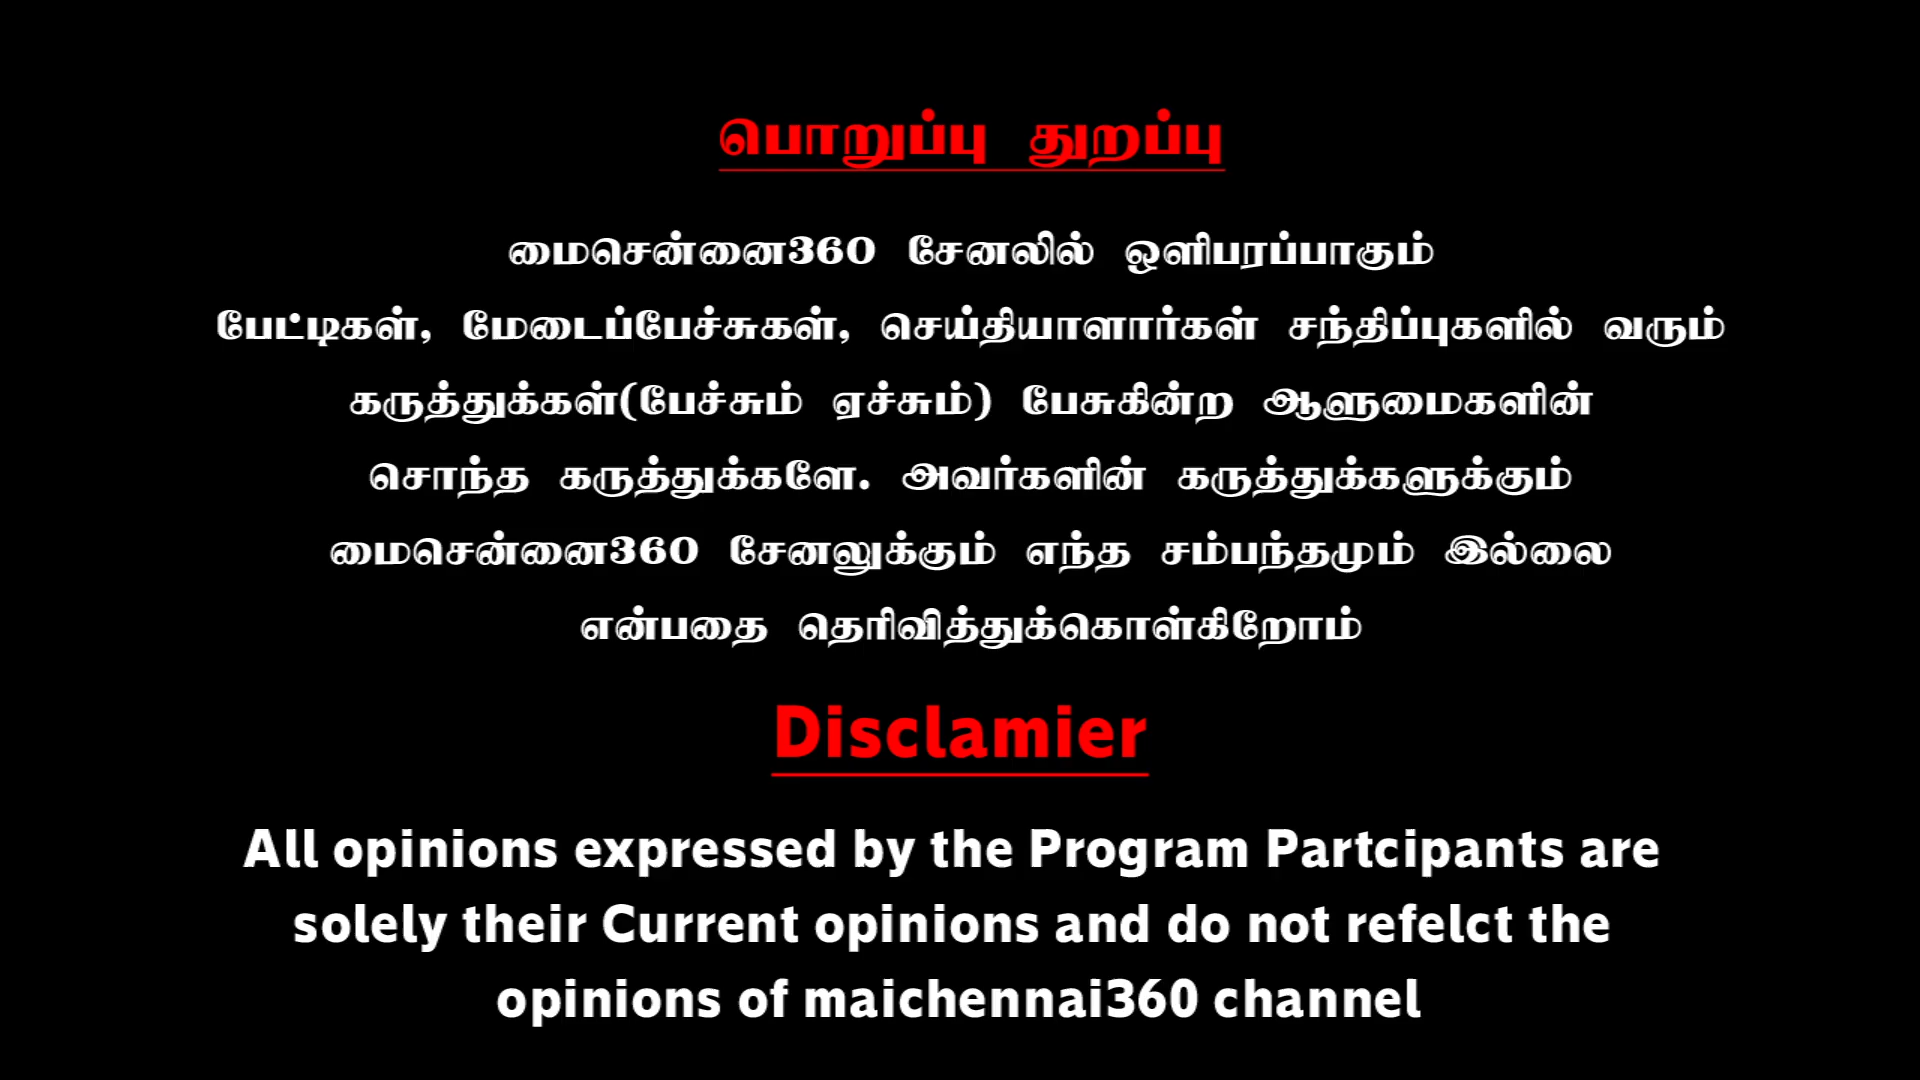 பொறுப்பு துறப்பு
மைசென்னை360 சேனலில் ஒளிபரப்பாகும்
பேட்டிகள், மேடைப்பேச்சுகள், செய்தியாளார்கள் சந்திப்புகளில் வரும்
கருத்துக்கள்(பேச்சும் ஏச்சும்) பேசுகின்ற ஆளுமைகளின்
சொந்த கருத்துக்களே. அவர்களின் கருத்துக்களுக்கும்
மைசென்னை360 சேனலுக்கும் எந்த சம்பந்தமும் இல்லை
என்பதை தெரிவித்துக்கொள்கிறோம்
Disclamier
All opinions expressed by the Program Partcipants are
solely their Current opinions and do not refelct the
opinions of maichennai360 channel